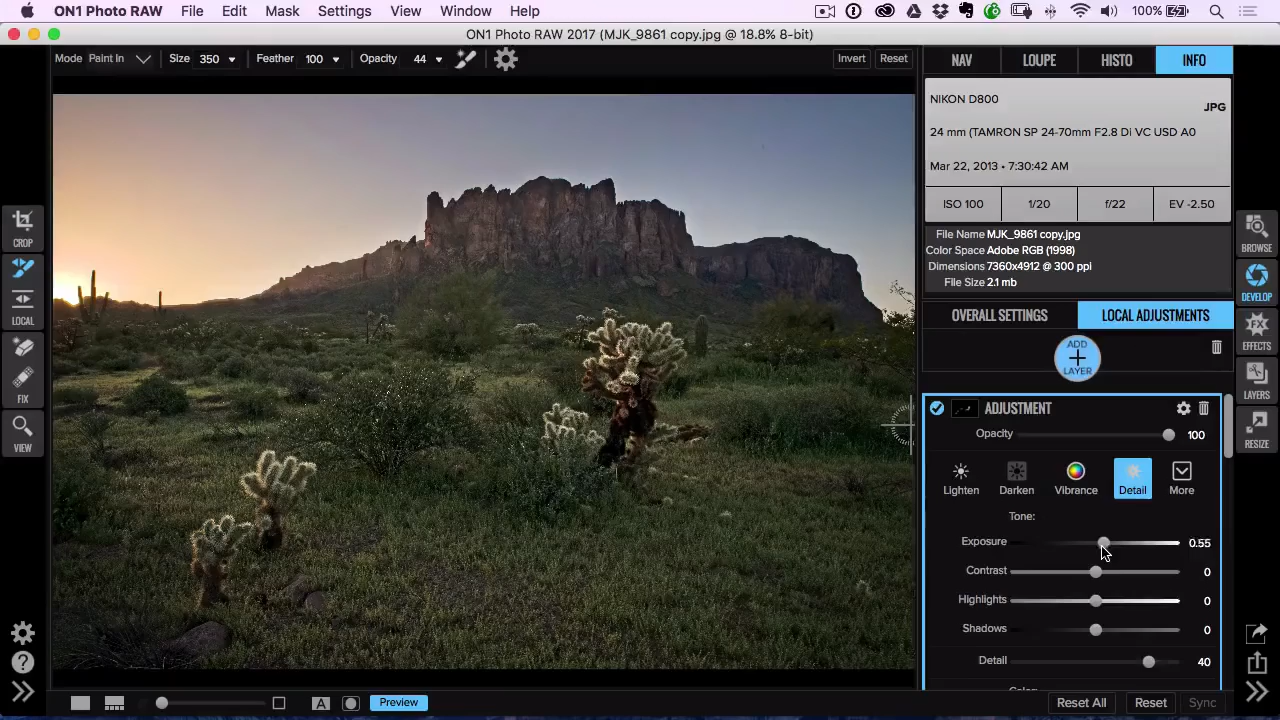 ON1 Photo RAW File Edit Mask Settings View Window Help 100%
ON1 Photo RAW 2017 (MJK_9861 copy.jpg @ 18.8% 8-bit)
Mode Paint In Size 350 Feather 100 Opacity 44 Invert Reset
NAV LOUPE HISTO INFO
NIKON D800
JPG
24 mm (TAMRON SP 24-70mm F2.8 Di VC USD A0
Mar 22, 2013 • 7:30:42 AM
ISO 100 1/20 f/22 EV -2.50
File Name MJK_9861 copy.jpg
Color Space Adobe RGB (1998)
Dimensions 7360x4912 @ 300 ppi
File Size 2.1 mb
OVERALL SETTINGS LOCAL ADJUSTMENTS
ADD
LAYER
ADJUSTMENT
Opacity 100
Lighten Darken Vibrance Detail More
Tone:
Exposure 0.55
Contrast 0
Highlights 0
Shadows 0
Detail 40
Color:
Reset All Reset Sync
CROP
LOCAL
FIX
VIEW
BROWSE
DEVELOP
FX
EFFECTS
LAYERS
RESIZE
?
A Preview